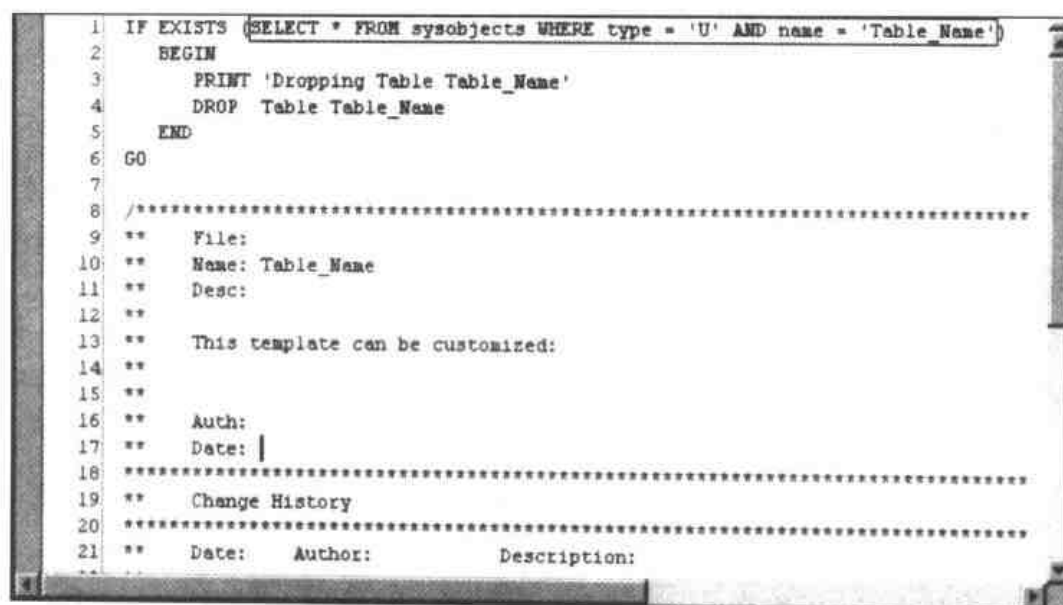 1 IF EXISTS (SELECT * FROM sysobjects WHERE type = 'U' AND name = 'Table_Name')
2 BEGIN
3 PRINT 'Dropping Table Table_Name'
4 DROP Table Table_Name
5 END
6 GO
7
8 /******************************************************************************
9 ** File:
10 ** Name: Table_Name
11 ** Desc:
12 **
13 ** This template can be customized:
14 **
15 **
16 ** Auth:
17 ** Date:
18 *******************************************************************************
19 ** Change History
20 *******************************************************************************
21 ** Date: Author: Description: